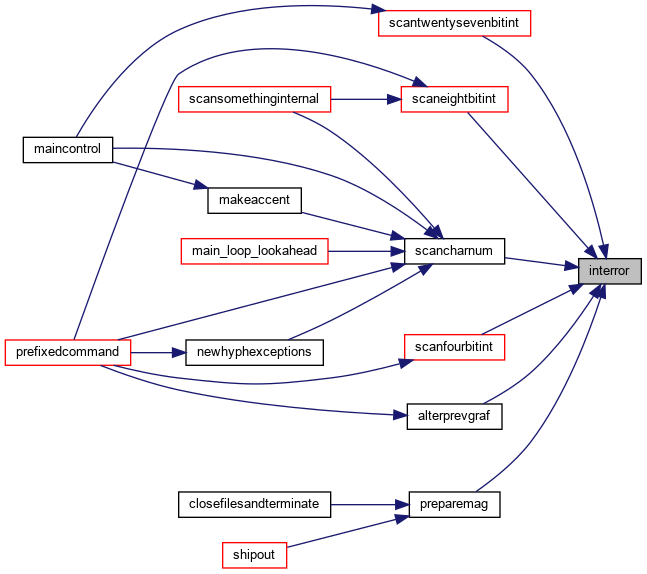 scantwentysevenbitint
scansomethinginternal
scaneightbitint
maincontrol
makeaccent
main_loop_lookahead
scancharnum
interror
prefixedcommand
newhyphexceptions
scanfourbitint
alterprevgraf
closefilesandterminate
preparemag
shipout